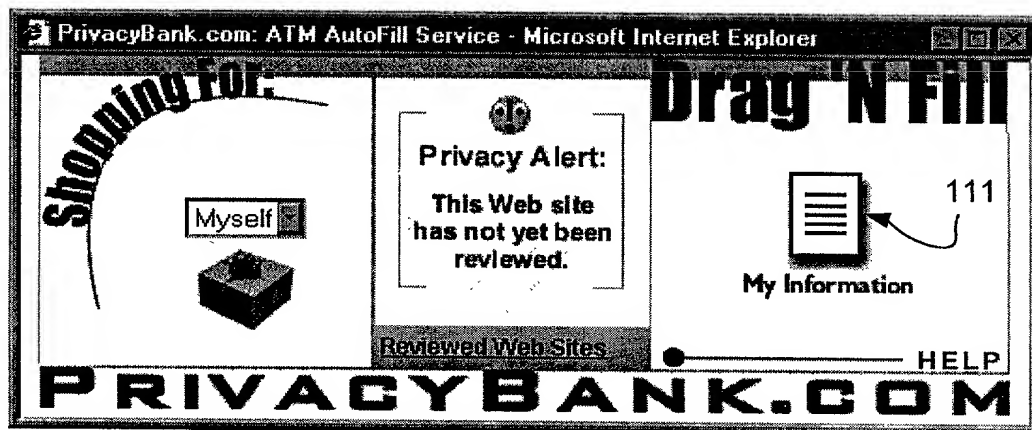 PrivacyBank.com: ATM AutoFill Service - Microsoft Internet Explorer
Shopping For:
Myself
Privacy Alert:
This Web site
has not yet been
reviewed.
Reviewed Web Sites
Drag 'N Fill
111
My Information
HELP
PRIVACYBANK.COM